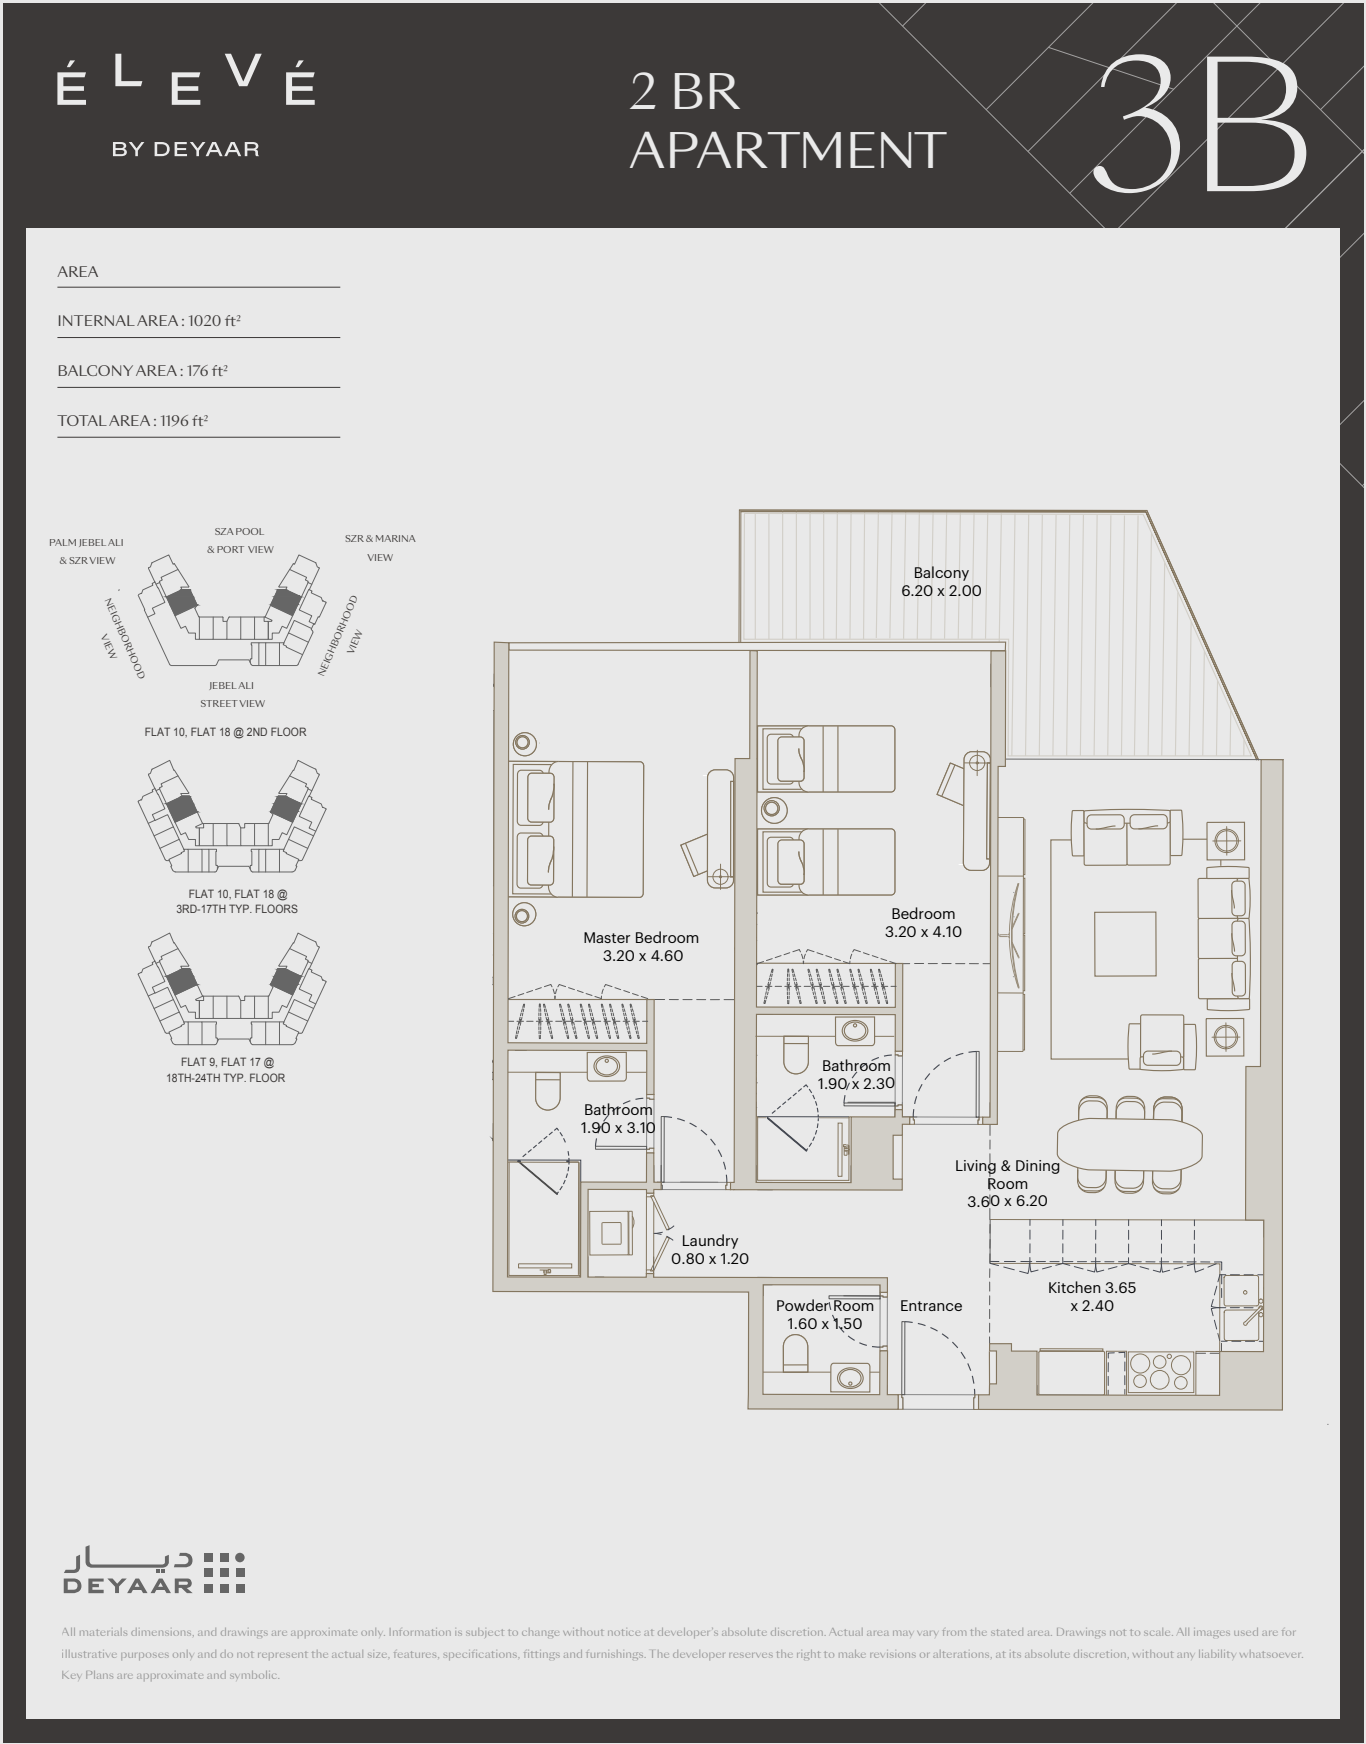 ÉLEVÉ
BY DEYAAR
2 BR
APARTMENT
3B
AREA
INTERNAL AREA : 1020 ft²
BALCONY AREA : 176 ft²
TOTAL AREA : 1196 ft²
PALM JEBEL ALI
& SZR VIEW
SZA POOL
& PORT VIEW
SZR & MARINA
VIEW
NEIGHBORHOOD
VIEW
NEIGHBORHOOD
VIEW
JEBEL ALI
STREET VIEW
FLAT 10, FLAT 18 @ 2ND FLOOR
FLAT 10, FLAT 18 @
3RD-17TH TYP. FLOORS
FLAT 9, FLAT 17 @
18TH-24TH TYP. FLOOR
Balcony
6.20 x 2.00
Master Bedroom
3.20 x 4.60
Bedroom
3.20 x 4.10
Bathroom
1.90 x 2.30
Bathroom
1.90 x 3.10
Living & Dining
Room
3.60 x 6.20
Laundry
0.80 x 1.20
Kitchen 3.65
x 2.40
Powder Room
1.60 x 1.50
Entrance
ديار
DEYAAR
All materials dimensions, and drawings are approximate only. Information is subject to change without notice at developer's absolute discretion. Actual area may vary from the stated area. Drawings not to scale. All images used are for
illustrative purposes only and do not represent the actual size, features, specifications, fittings and furnishings. The developer reserves the right to make revisions or alterations, at its absolute discretion, without any liability whatsoever.
Key Plans are approximate and symbolic.